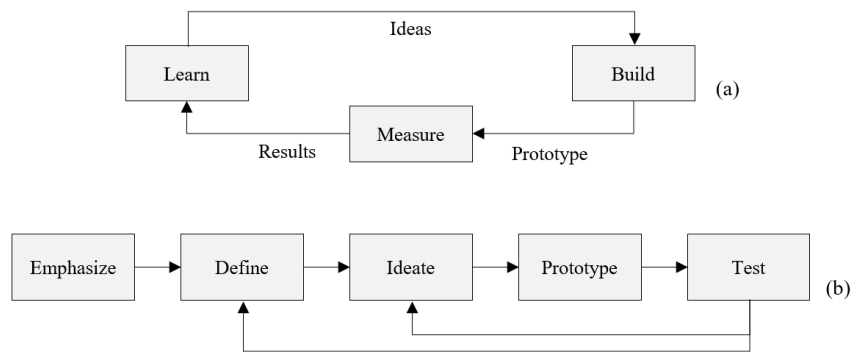 Ideas
Learn
Build
(a)
Measure
Results
Prototype
Emphasize
Define
Ideate
Prototype
Test
(b)